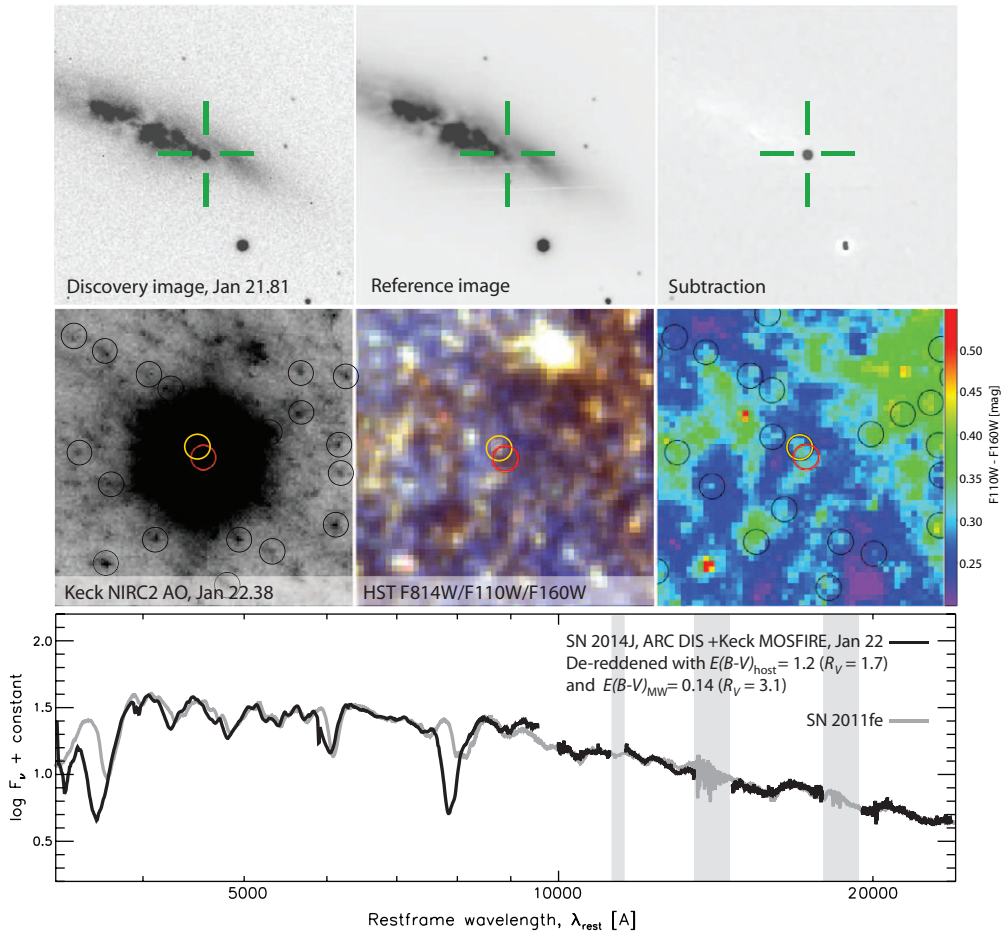 Discovery image, Jan 21.81
Reference image
Subtraction
Keck NIRC2 AO, Jan 22.38
HST F814W/F110W/F160W
0.50
0.45
0.40
0.35
0.30
0.25
F110W - F160W [mag]
SN 2014J, ARC DIS +Keck MOSFIRE, Jan 22
De-reddened with E(B-V)host = 1.2 (RV = 1.7)
and E(B-V)MW = 0.14 (RV = 3.1)
SN 2011fe
2.0
1.5
1.0
0.5
log Fν + constant
5000
10000
20000
Restframe wavelength, λrest [A]